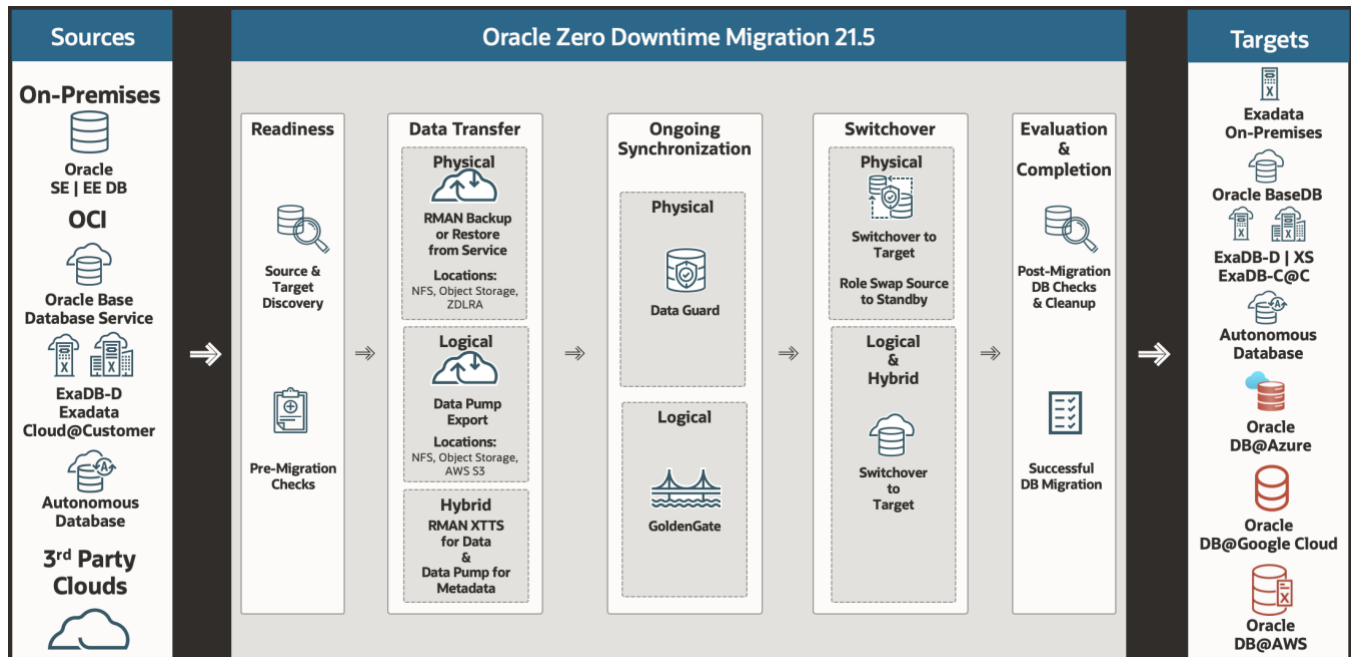 Sources
On-Premises
Oracle
SE | EE DB
OCI
Oracle Base
Database Service
X
X
ExaDB-D
Exadata
Cloud@Customer
A
Autonomous
Database
3rd Party
Clouds
Oracle Zero Downtime Migration 21.5
Readiness
Source &
Target
Discovery
Pre-Migration
Checks
Data Transfer
Physical
RMAN Backup
or Restore
from Service
Locations:
NFS, Object Storage,
ZDLRA
Logical
Data Pump
Export
Locations:
NFS, Object Storage,
AWS S3
Hybrid
RMAN XTTS
for Data
&
Data Pump for
Metadata
Ongoing
Synchronization
Physical
Data Guard
Logical
GoldenGate
Switchover
Physical
Switchover to
Target
Role Swap Source
to Standby
Logical
&
Hybrid
Switchover
to
Target
Evaluation
&
Completion
Post-Migration
DB Checks
& Cleanup
Successful
DB Migration
Targets
X
Exadata
On-Premises
Oracle BaseDB
X
X
ExaDB-D | XS
ExaDB-C@C
A
Autonomous
Database
Oracle
DB@Azure
Oracle
DB@Google Cloud
X
Oracle
DB@AWS